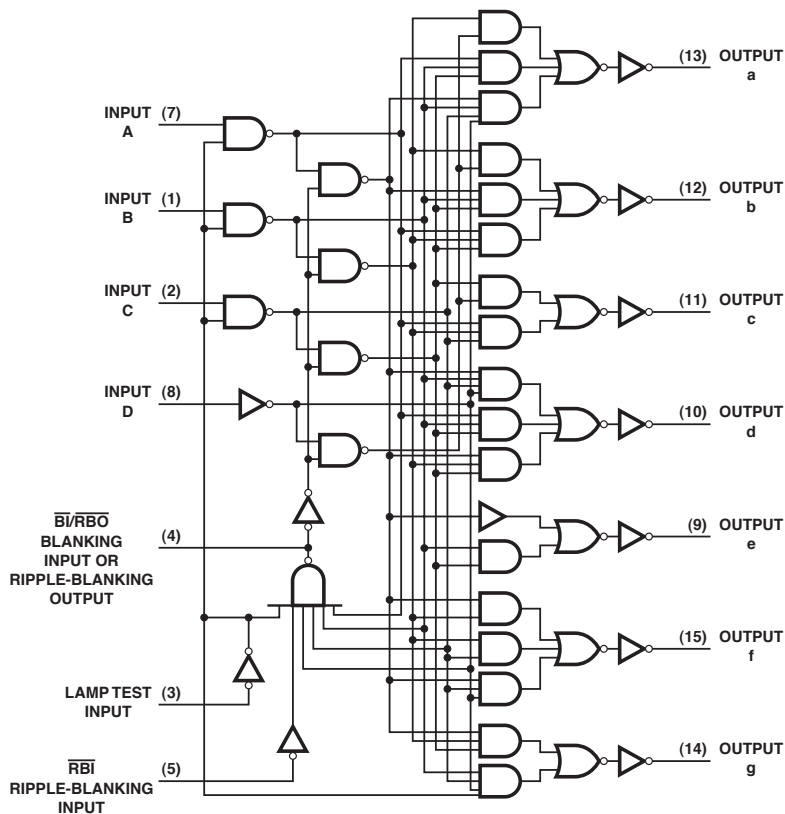 (13) OUTPUT
a
INPUT (7)
A
(12) OUTPUT
b
INPUT (1)
B
INPUT (2)
C
(11) OUTPUT
c
INPUT (8)
D
(10) OUTPUT
d
BI/RBO
BLANKING (4)
INPUT OR
RIPPLE-BLANKING
OUTPUT
(9) OUTPUT
e
(15) OUTPUT
f
LAMP TEST (3)
INPUT
(14) OUTPUT
g
RBI (5)
RIPPLE-BLANKING
INPUT